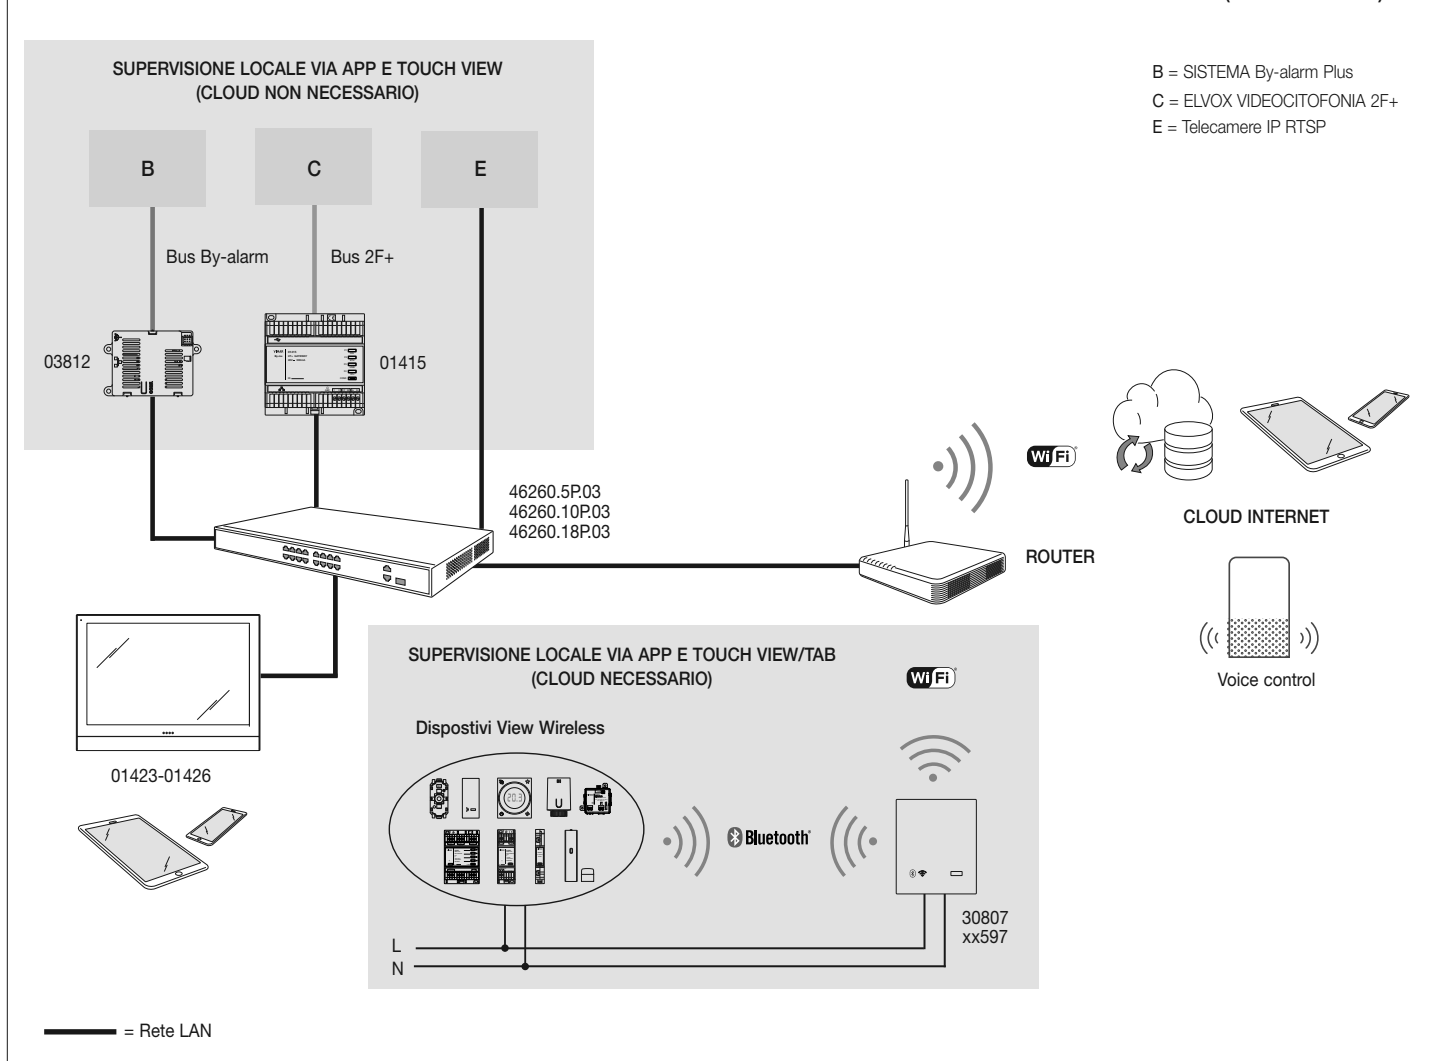 SUPERVISIONE LOCALE VIA APP E TOUCH VIEW
(CLOUD NON NECESSARIO)
B = SISTEMA By-alarm Plus
C = ELVOX VIDEOCITOFONIA 2F+
E = Telecamere IP RTSP
B
C
E
Bus By-alarm
Bus 2F+
03812
01415
46260.5P.03
46260.10P.03
46260.18P.03
WiFi
CLOUD INTERNET
ROUTER
Voice control
01423-01426
SUPERVISIONE LOCALE VIA APP E TOUCH VIEW/TAB
(CLOUD NECESSARIO)
WiFi
Dispostivi View Wireless
20.3
Bluetooth
30807
xx597
L
N
= Rete LAN